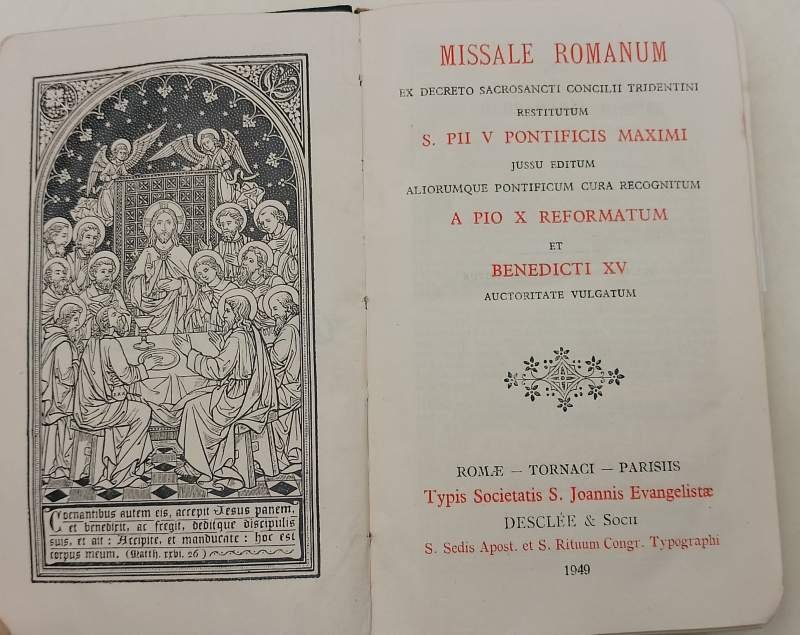 Coenantibus autem eis, accepit Jesus panem,
et benedixit, ac fregit, deditque discipulis
suis, et ait : Accipite, et manducate : hoc est
corpus meum. (Matth. xxvi. 26)
MISSALE ROMANUM
EX DECRETO SACROSANCTI CONCILII TRIDENTINI
RESTITUTUM
S. PII V PONTIFICIS MAXIMI
JUSSU EDITUM
ALIORUMQUE PONTIFICUM CURA RECOGNITUM
A PIO X REFORMATUM
ET
BENEDICTI XV
AUCTORITATE VULGATUM
ROMÆ — TORNACI — PARISIIS
Typis Societatis S. Joannis Evangelistæ
DESCLÉE & Socii
S. Sedis Apost. et S. Rituum Congr. Typographi
1949